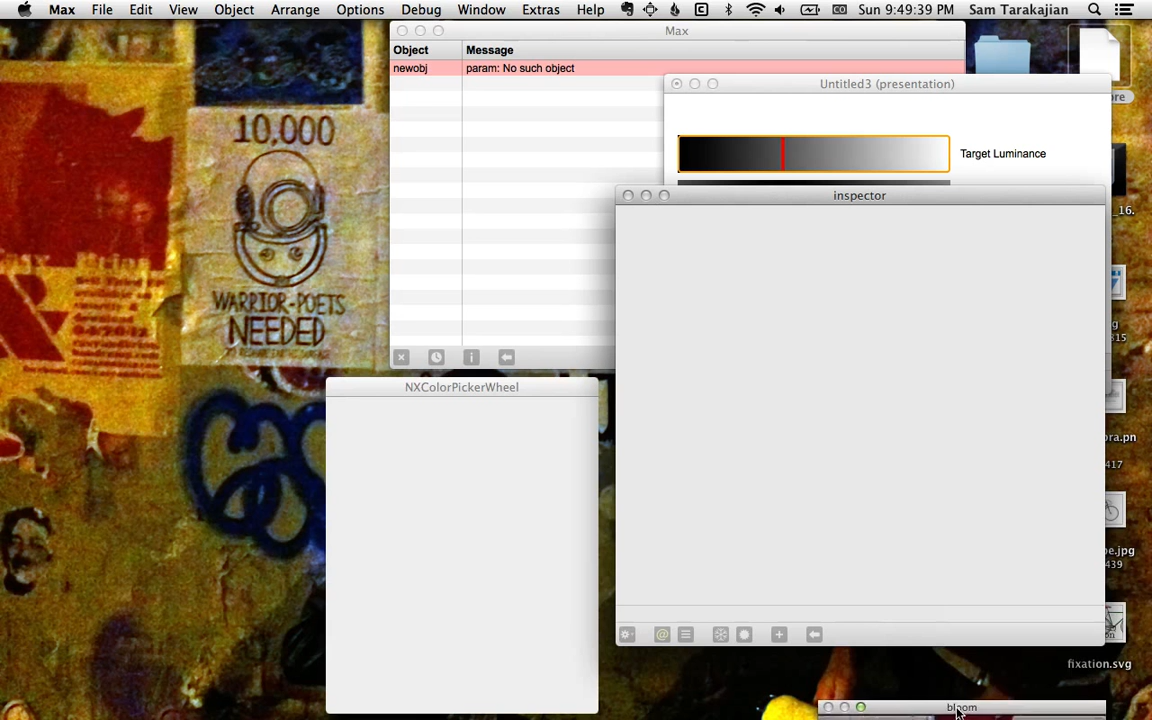 Max File Edit View Object Arrange Options Debug Window Extras Help Sun 9:49:39 PM Sam Tarakajian
Max
Object Message
newobj param: No such object
Untitled3 (presentation)
Target Luminance
inspector
NXColorPickerWheel
10,000
WARRIOR-POETS
NEEDED
fixation.svg
bloom